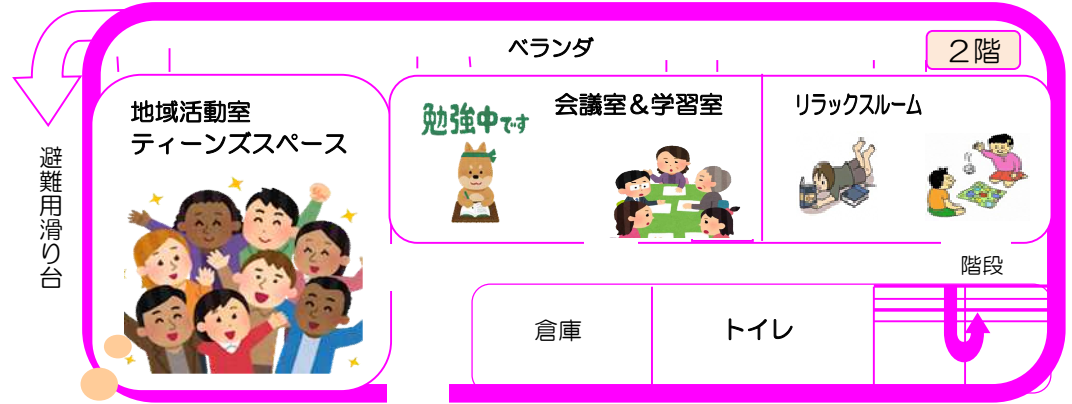 ベランダ
２階
地域活動室
ティーンズスペース
勉強中です
会議室＆学習室
リラックスルーム
避難用滑り台
階段
倉庫
トイレ